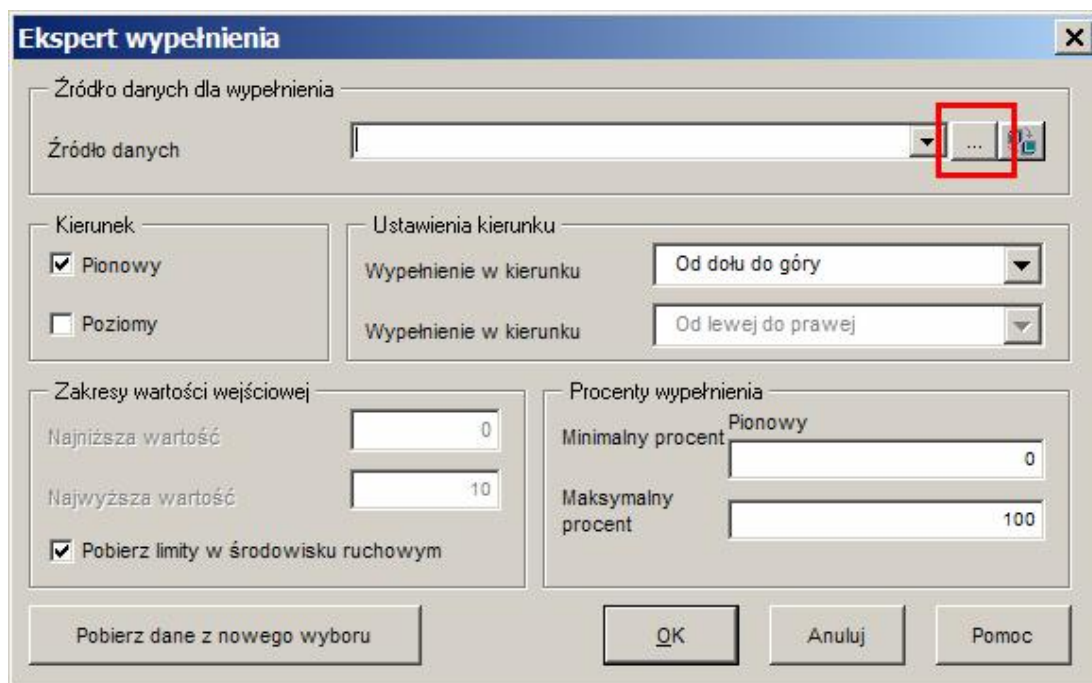 Ekspert wypełnienia
Źródło danych dla wypełnienia
Źródło danych
...
Kierunek
Pionowy
Poziomy
Ustawienia kierunku
Wypełnienie w kierunku
Od dołu do góry
Wypełnienie w kierunku
Od lewej do prawej
Zakresy wartości wejściowej
Najniższa wartość
0
Najwyższa wartość
10
Pobierz limity w środowisku ruchowym
Procenty wypełnienia
Pionowy
Minimalny procent
0
Maksymalny
procent
100
Pobierz dane z nowego wyboru
OK
Anuluj
Pomoc